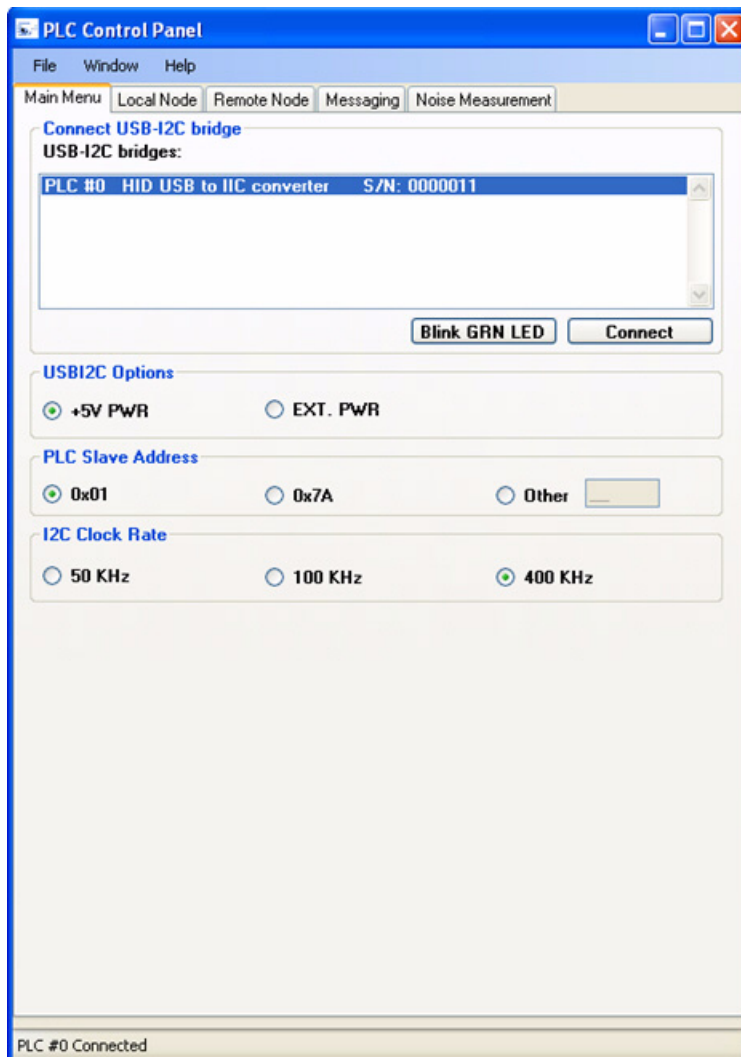 PLC Control Panel
File Window Help
Main Menu Local Node Remote Node Messaging Noise Measurement
Connect USB-I2C bridge
USB-I2C bridges:
PLC #0 HID USB to IIC converter S/N: 0000011
Blink GRN LED Connect
USBI2C Options
+5V PWR EXT. PWR
PLC Slave Address
0x01 0x7A Other __
I2C Clock Rate
50 KHz 100 KHz 400 KHz
PLC #0 Connected